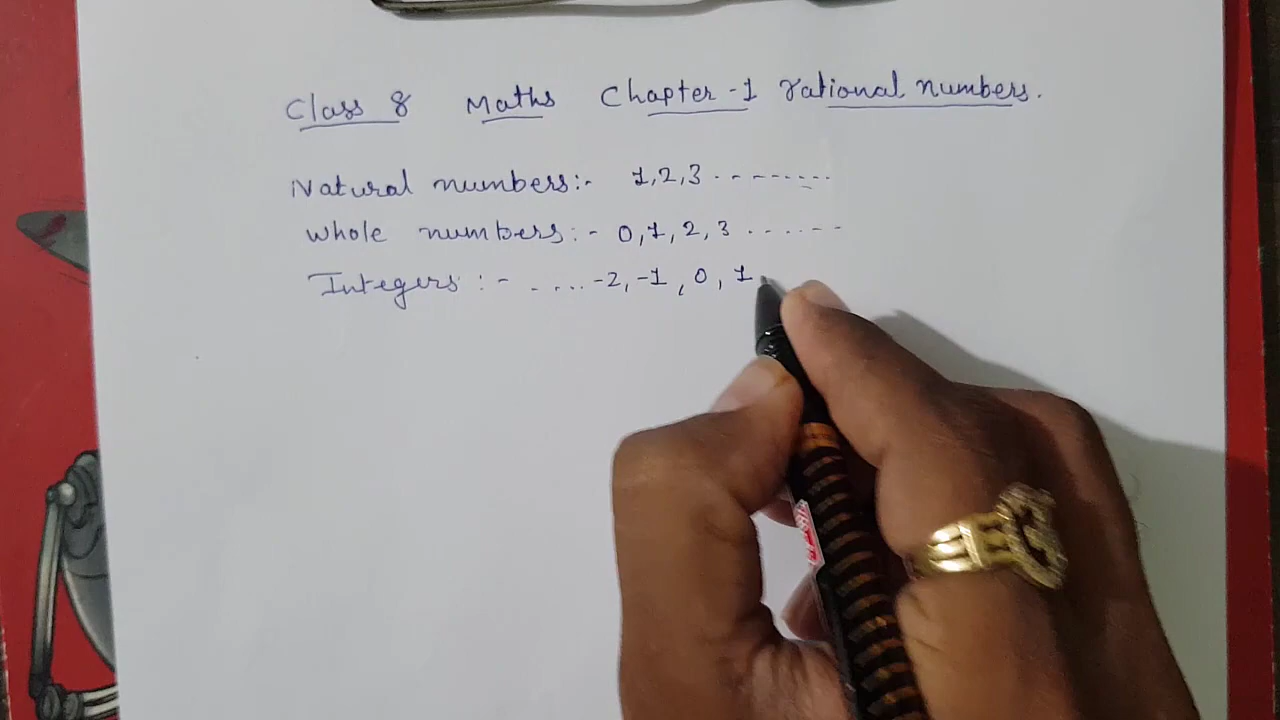 Class 8 Maths Chapter-1 rational numbers.
Natural numbers:- 1,2,3 .........
Whole numbers:- 0,1,2,3 ......
Integers:- .....-2,-1,0,1